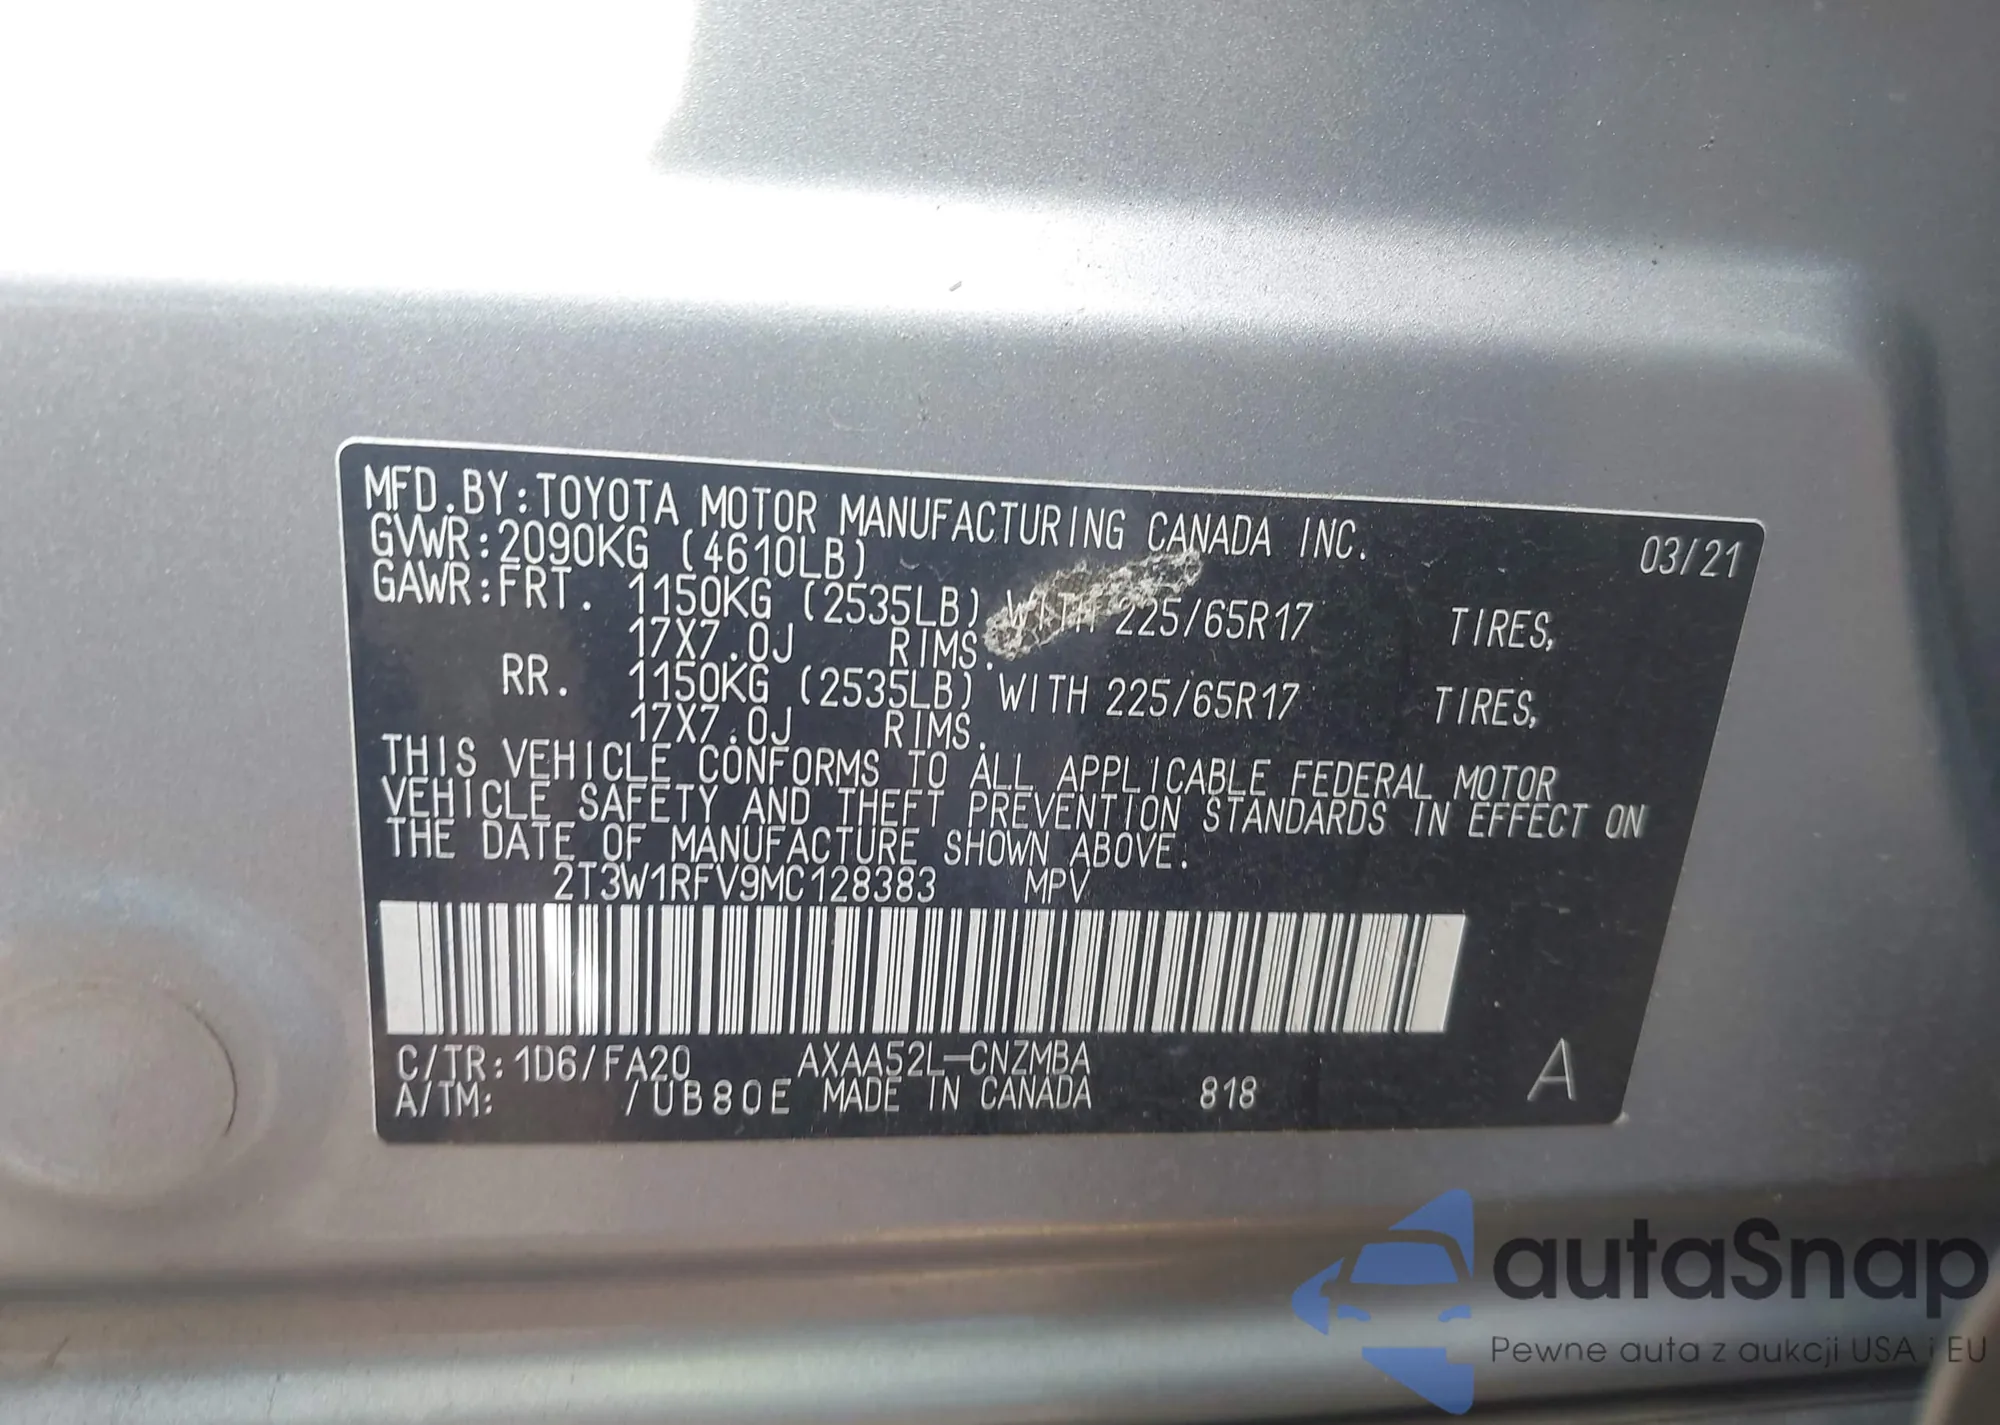 MFD.BY:TOYOTA MOTOR MANUFACTURING CANADA INC. 03/21
GVWR:2090KG (4610LB)
GAWR:FRT. 1150KG (2535LB) WITH 225/65R17 TIRES,
17X7.0J RIMS.
RR. 1150KG (2535LB) WITH 225/65R17 TIRES,
17X7.0J RIMS.
THIS VEHICLE CONFORMS TO ALL APPLICABLE FEDERAL MOTOR
VEHICLE SAFETY AND THEFT PREVENTION STANDARDS IN EFFECT ON
THE DATE OF MANUFACTURE SHOWN ABOVE.
2T3W1RFV9MC128383 MPV
C/TR:1D6/FA20 AXAA52L-CNZMBA
A/TM: /UB80E MADE IN CANADA 818 A
autaSnap
Pewne auta z aukcji USA i EU